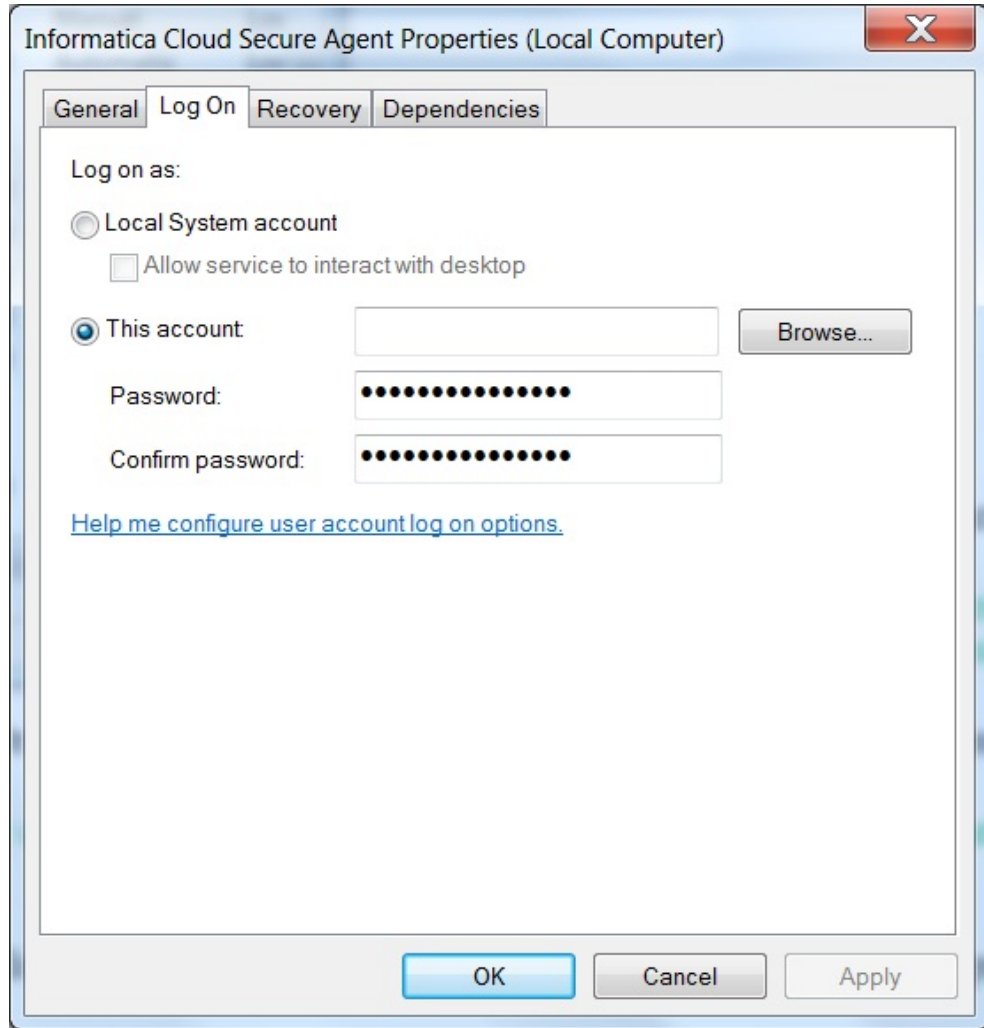 Informatica Cloud Secure Agent Properties (Local Computer)
General Log On Recovery Dependencies
Log on as:
Local System account
Allow service to interact with desktop
This account: Browse...
Password: •••••••••••••••
Confirm password: •••••••••••••••
Help me configure user account log on options.
OK Cancel Apply